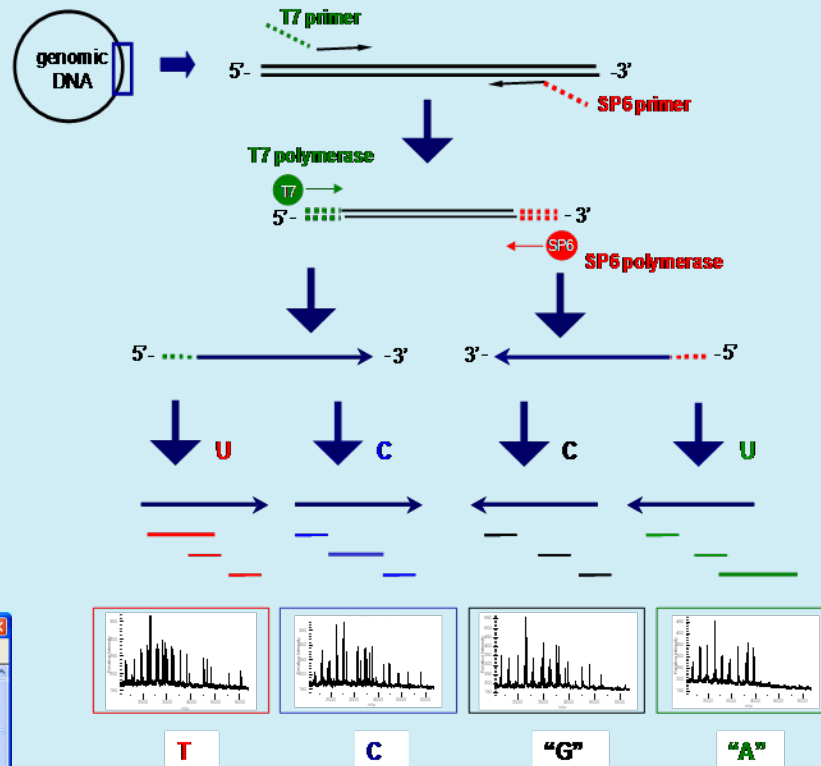 T7 primer
genomic
DNA
5'-
-3'
SP6 primer
T7 polymerase
T7
5'-
- 3'
SP6
SP6 polymerase
5'-
-3'
3'-
-5'
U
C
C
U
T
C
“G”
“A”